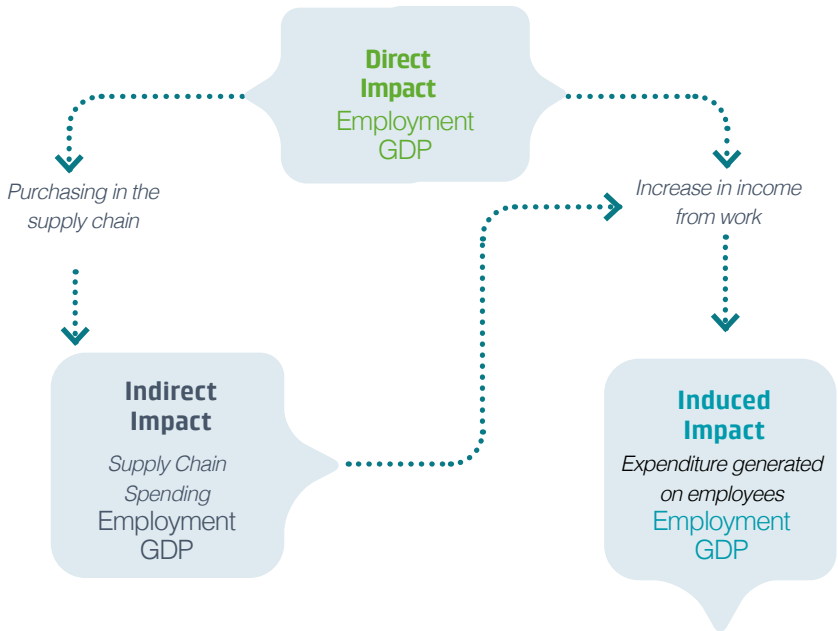 Direct
Impact
Employment
GDP
Purchasing in the
supply chain
Increase in income
from work
Indirect
Impact
Supply Chain
Spending
Employment
GDP
Induced
Impact
Expenditure generated
on employees
Employment
GDP